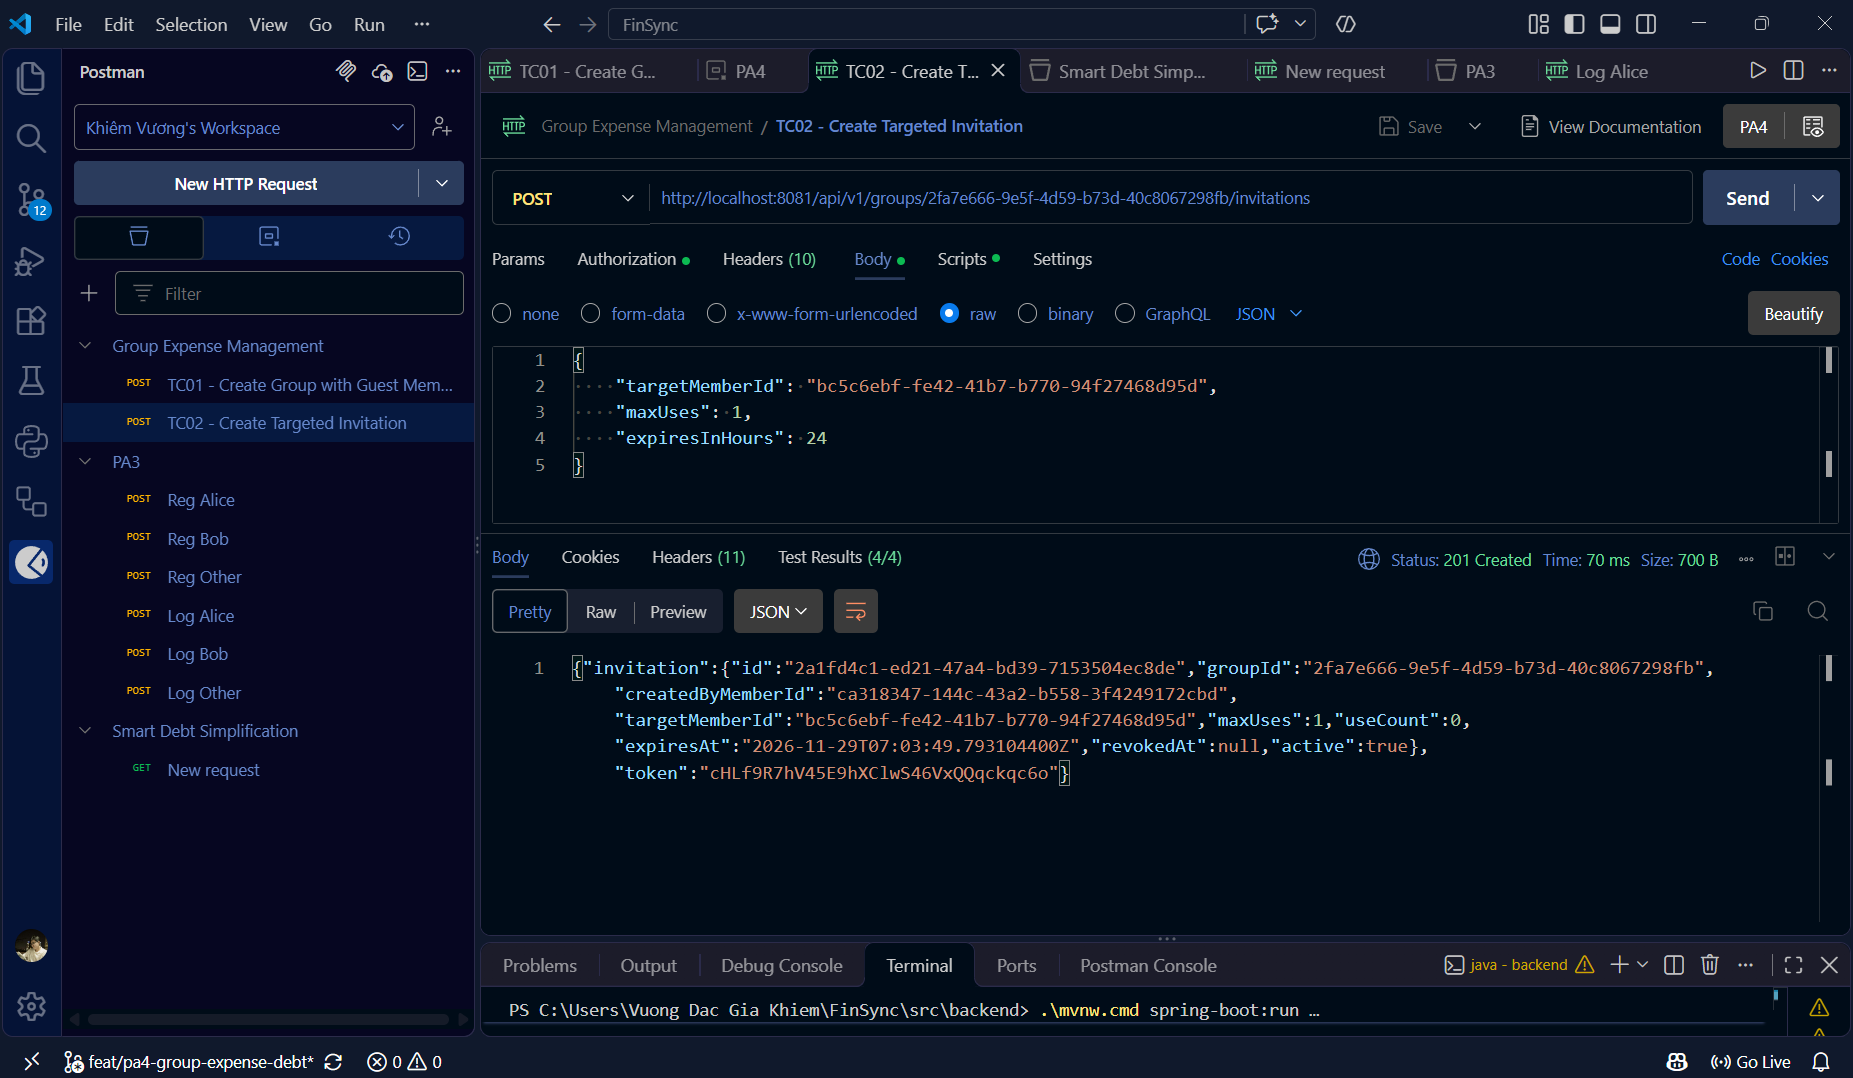 File Edit Selection View Go Run ···
FinSync
Postman
Khiêm Vương's Workspace
New HTTP Request
Filter
Group Expense Management
POST TC01 - Create Group with Guest Mem...
POST TC02 - Create Targeted Invitation
PA3
POST Reg Alice
POST Reg Bob
POST Reg Other
POST Log Alice
POST Log Bob
POST Log Other
Smart Debt Simplification
GET New request
12
HTTP TC01 - Create G... PA4 HTTP TC02 - Create T... Smart Debt Simp... HTTP New request PA3 HTTP Log Alice
HTTP Group Expense Management / TC02 - Create Targeted Invitation Save View Documentation PA4
POST http://localhost:8081/api/v1/groups/2fa7e666-9e5f-4d59-b73d-40c8067298fb/invitations Send
Params Authorization Headers (10) Body Scripts Settings Code Cookies
none form-data x-www-form-urlencoded raw binary GraphQL JSON Beautify
1 {
2 ····"targetMemberId":·"bc5c6ebf-fe42-41b7-b770-94f27468d95d",
3 ····"maxUses":·1,
4 ····"expiresInHours":·24
5 }
Body Cookies Headers (11) Test Results (4/4) Status: 201 Created Time: 70 ms Size: 700 B
Pretty Raw Preview JSON
1 {"invitation":{"id":"2a1fd4c1-ed21-47a4-bd39-7153504ec8de","groupId":"2fa7e666-9e5f-4d59-b73d-40c8067298fb",
"createdByMemberId":"ca318347-144c-43a2-b558-3f4249172cbd",
"targetMemberId":"bc5c6ebf-fe42-41b7-b770-94f27468d95d","maxUses":1,"useCount":0,
"expiresAt":"2026-11-29T07:03:49.793104400Z","revokedAt":null,"active":true},
"token":"cHLf9R7hV45E9hXClwS46VxQQqckqc6o"}
Problems Output Debug Console Terminal Ports Postman Console java - backend
PS C:\Users\Vuong Dac Gia Khiem\FinSync\src\backend> .\mvnw.cmd spring-boot:run …
feat/pa4-group-expense-debt* 0 0 Go Live